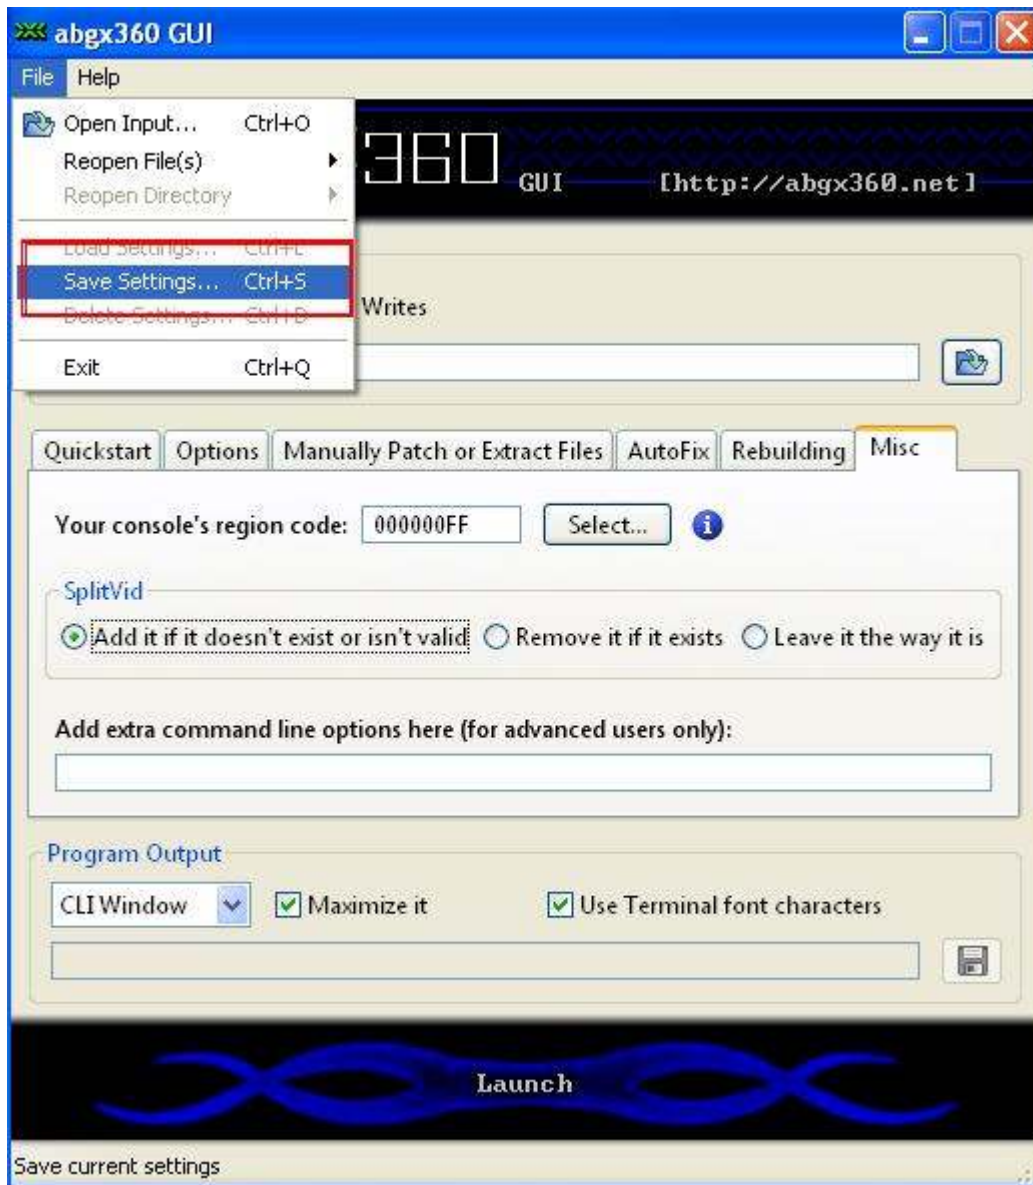 abgx360 GUI
File Help
Open Input... Ctrl+O
Reopen File(s)
Reopen Directory
Load Settings... Ctrl+L
Save Settings... Ctrl+S
Delete Settings... Ctrl+D
Exit Ctrl+Q
360 GUI [http://abgx360.net]
Writes
Quickstart Options Manually Patch or Extract Files AutoFix Rebuilding Misc
Your console's region code: 000000FF Select...
SplitVid
Add it if it doesn't exist or isn't valid Remove it if it exists Leave it the way it is
Add extra command line options here (for advanced users only):
Program Output
CLI Window Maximize it Use Terminal font characters
Launch
Save current settings